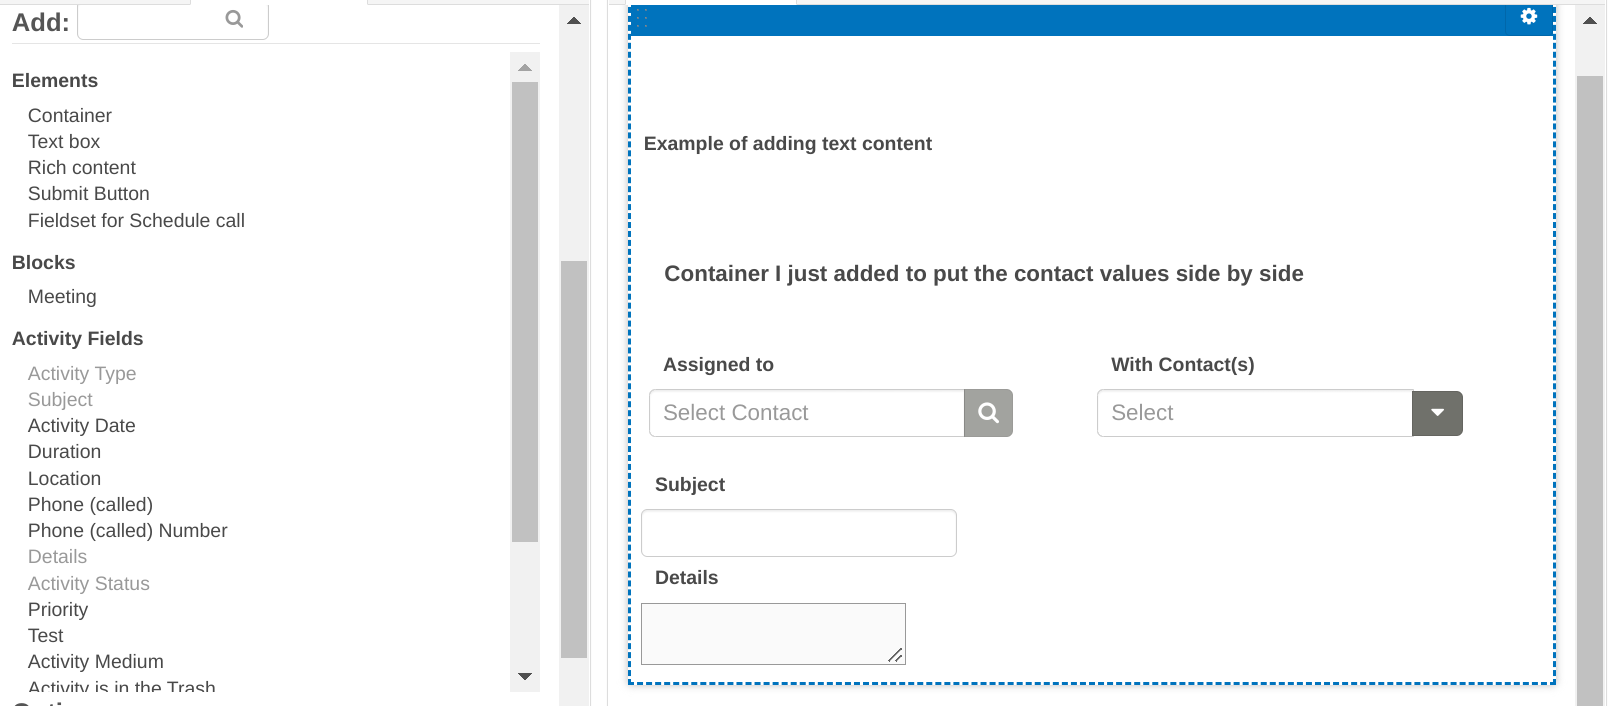 Add:
Elements
Container
Text box
Rich content
Submit Button
Fieldset for Schedule call
Blocks
Meeting
Activity Fields
Activity Type
Subject
Activity Date
Duration
Location
Phone (called)
Phone (called) Number
Details
Activity Status
Priority
Test
Activity Medium
Activity is in the Trash
Example of adding text content
Container I just added to put the contact values side by side
Assigned to
With Contact(s)
Select Contact
Select
Subject
Details